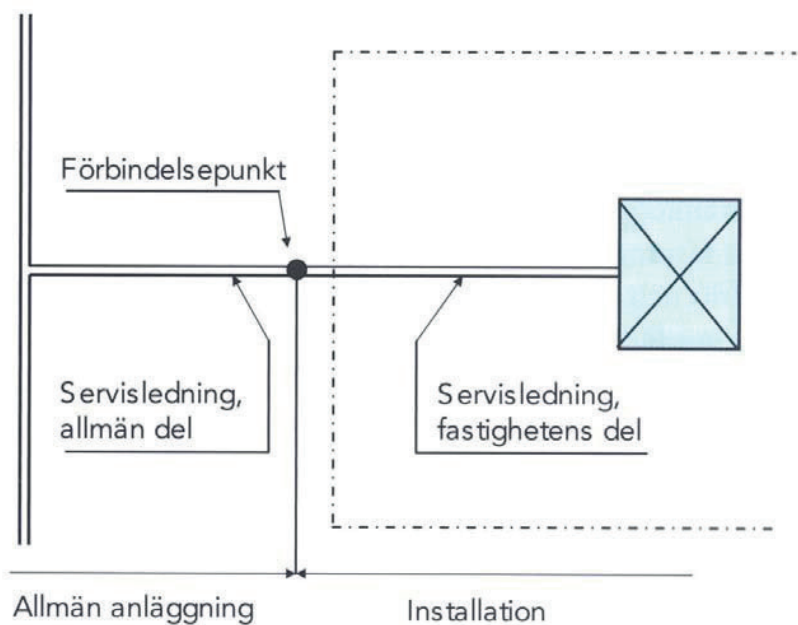 Förbindelsepunkt
Servisledning,
allmän del
Servisledning,
fastighetens del
Allmän anläggning
Installation